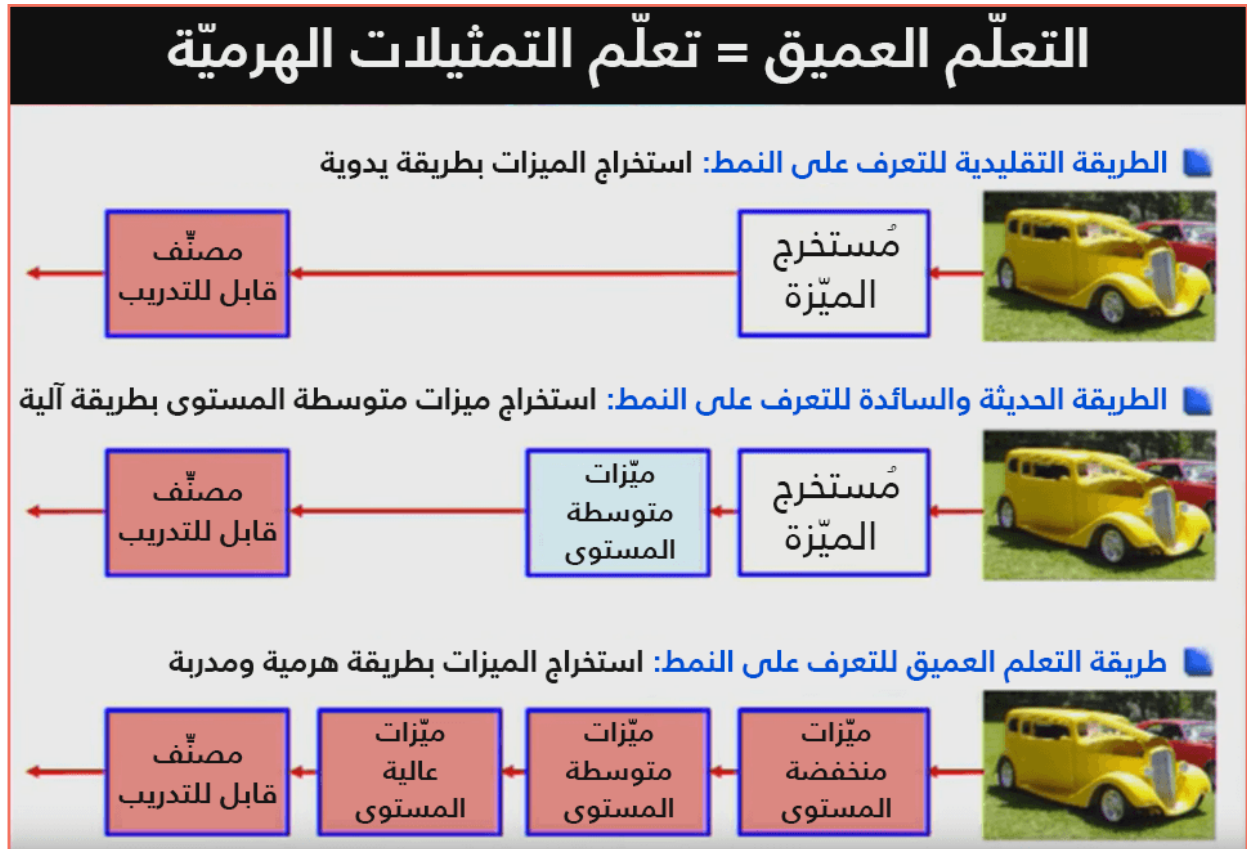 التعلّم العميق = تعلّم التمثيلات الهرميّة
الطريقة التقليدية للتعرف على النمط: استخراج الميزات بطريقة يدوية
مُستخرج
الميّزة
مصنِّف
قابل للتدريب
الطريقة الحديثة والسائدة للتعرف على النمط: استخراج ميزات متوسطة المستوى بطريقة آلية
مُستخرج
الميّزة
ميّزات
متوسطة
المستوى
مصنِّف
قابل للتدريب
طريقة التعلم العميق للتعرف على النمط: استخراج الميزات بطريقة هرمية ومدربة
ميّزات
منخفضة
المستوى
ميّزات
متوسطة
المستوى
ميّزات
عالية
المستوى
مصنِّف
قابل للتدريب